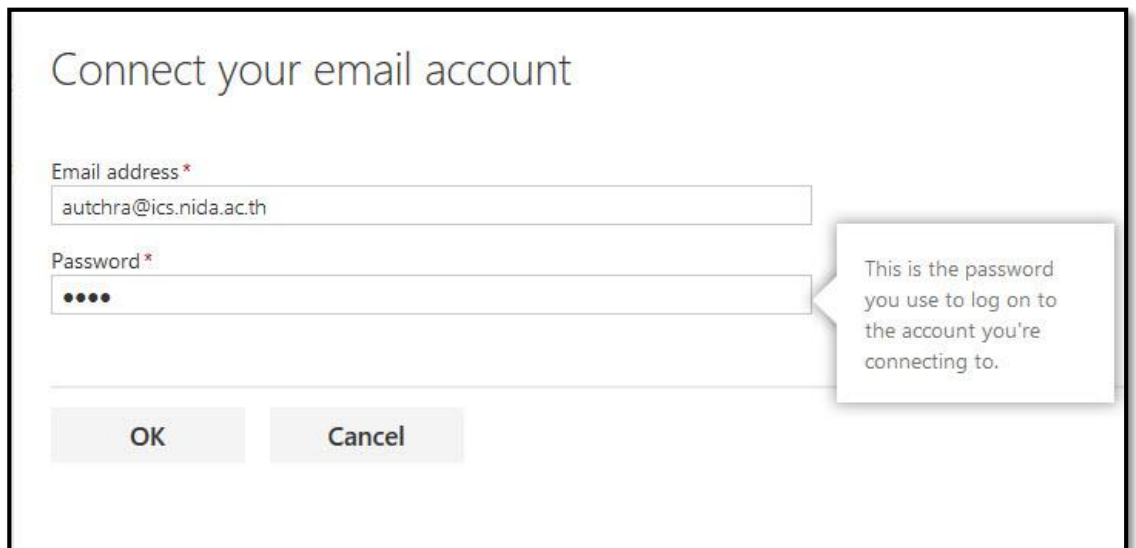 Connect your email account
Email address*
autchra@ics.nida.ac.th
Password*
••••
This is the password
you use to log on to
the account you're
connecting to.
OK
Cancel